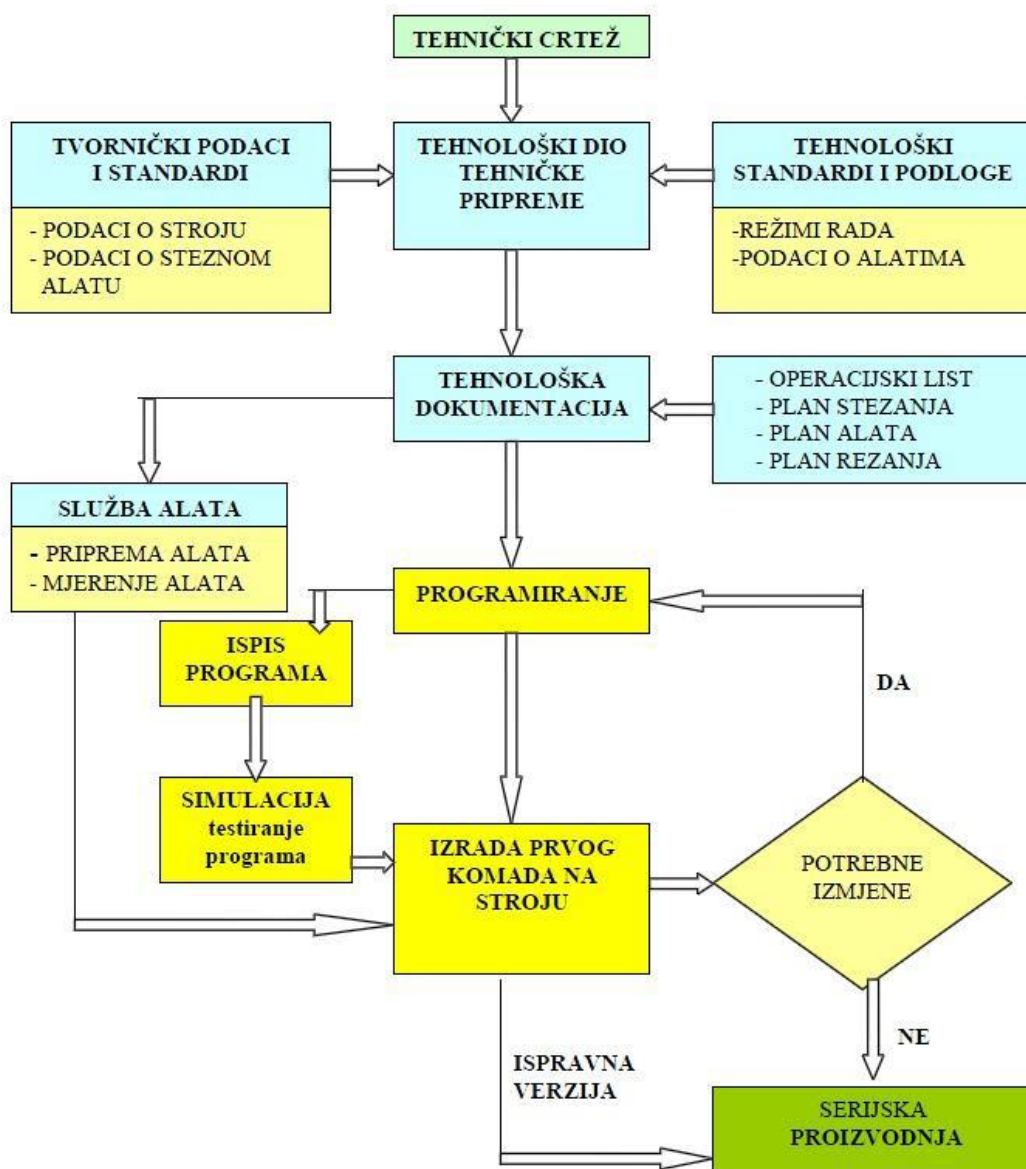 TEHNIČKI CRTEŽ
TVORNIČKI PODACI
I STANDARDI
- PODACI O STROJU
- PODACI O STEZNOM
ALATU
TEHNOLOŠKI DIO
TEHNIČKE
PRIPREME
TEHNOLOŠKI
STANDARDI I PODLOGE
-REŽIMI RADA
-PODACI O ALATIMA
TEHNOLOŠKA
DOKUMENTACIJA
- OPERACIJSKI LIST
- PLAN STEZANJA
- PLAN ALATA
- PLAN REZANJA
SLUŽBA ALATA
- PRIPREMA ALATA
- MJERENJE ALATA
PROGRAMIRANJE
ISPIS
PROGRAMA
DA
SIMULACIJA
testiranje
programa
IZRADA PRVOG
KOMADA NA
STROJU
POTREBNE
IZMJENE
NE
ISPRAVNA
VERZIJA
SERIJSKA
PROIZVODNJA